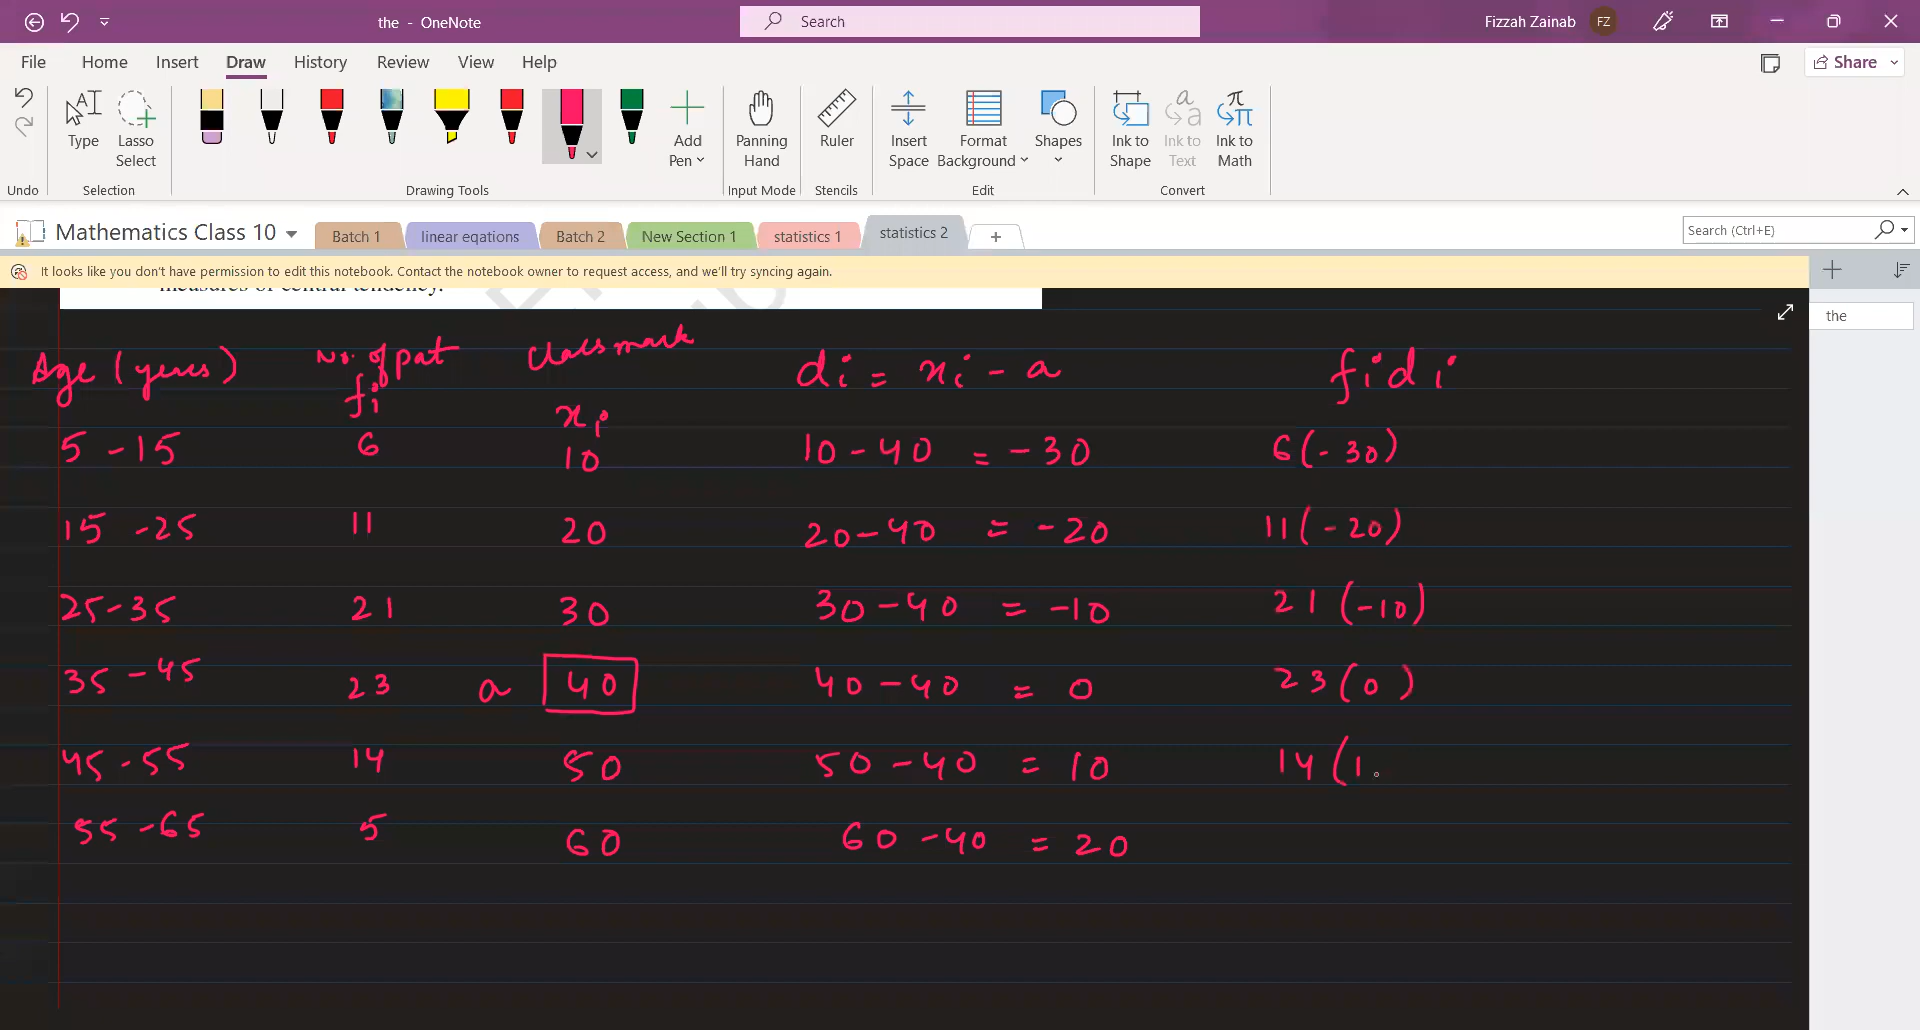 the - OneNote
Search
Fizzah Zainab FZ
File Home Insert Draw History Review View Help
Share
Type
Lasso Select
Add Pen
Panning Hand
Ruler
Insert Space
Format Background
Shapes
Ink to Shape
Ink to Text
Ink to Math
Undo Selection Drawing Tools Input Mode Stencils Edit Convert
Mathematics Class 10 Batch 1 linear eqations Batch 2 New Section 1 statistics 1 statistics 2 +
Search (Ctrl+E)
It looks like you don't have permission to edit this notebook. Contact the notebook owner to request access, and we'll try syncing again.
measures of central tendency.
the
Age (years) No. of pat Class mark di = xi - a fidi
fi xi
5 - 15 6 10 10 - 40 = - 30 6 (- 30)
15 - 25 11 20 20 - 40 = - 20 11 (- 20)
25 - 35 21 30 30 - 40 = -10 21 (-10)
35 - 45 23 a 40 40 - 40 = 0 23 (0)
45 - 55 14 50 50 - 40 = 10 14 (1
55 - 65 5 60 60 - 40 = 20